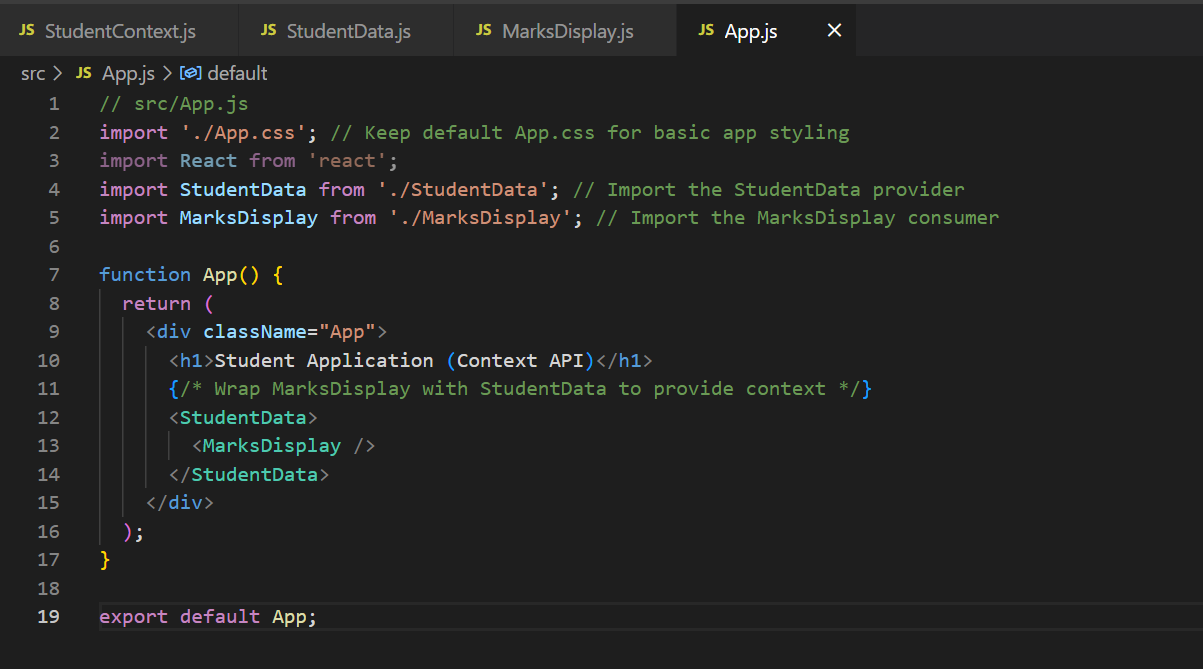 JS StudentContext.js JS StudentData.js JS MarksDisplay.js JS App.js ×
src > JS App.js > default
1 // src/App.js
2 import './App.css'; // Keep default App.css for basic app styling
3 import React from 'react';
4 import StudentData from './StudentData'; // Import the StudentData provider
5 import MarksDisplay from './MarksDisplay'; // Import the MarksDisplay consumer
6
7 function App() {
8   return (
9     <div className="App">
10       <h1>Student Application (Context API)</h1>
11       {/* Wrap MarksDisplay with StudentData to provide context */}
12       <StudentData>
13         <MarksDisplay />
14       </StudentData>
15     </div>
16   );
17 }
18
19 export default App;